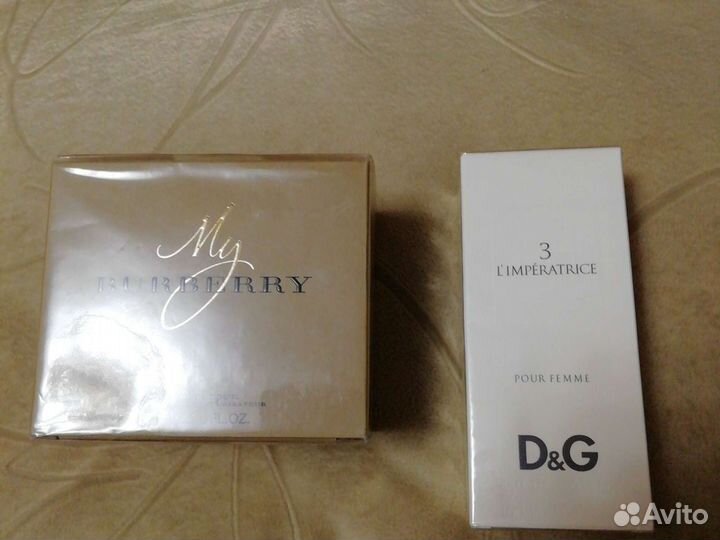 My
BURBERRY
FL.OZ.
3
L'IMPÉRATRICE
POUR FEMME
D&G
Avito